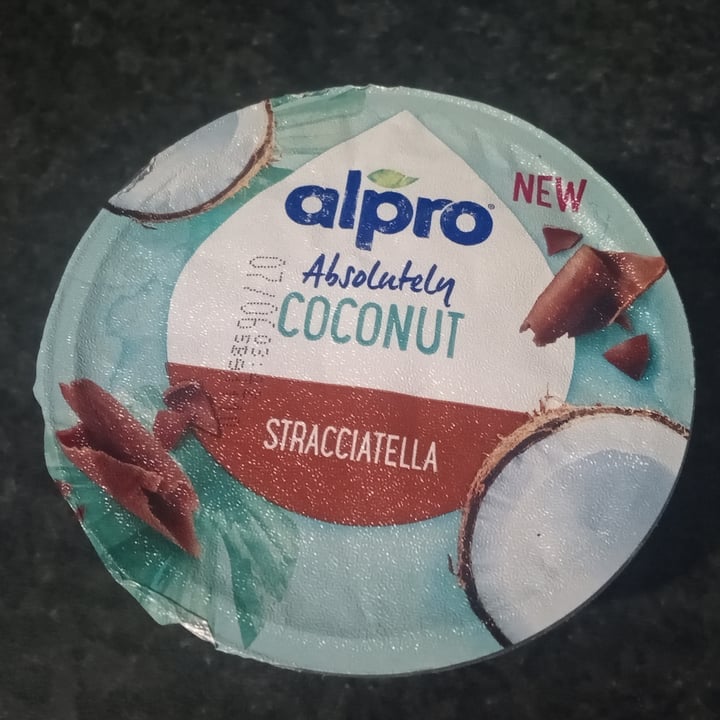 alpro
NEW
Absolutely
COCONUT
STRACCIATELLA